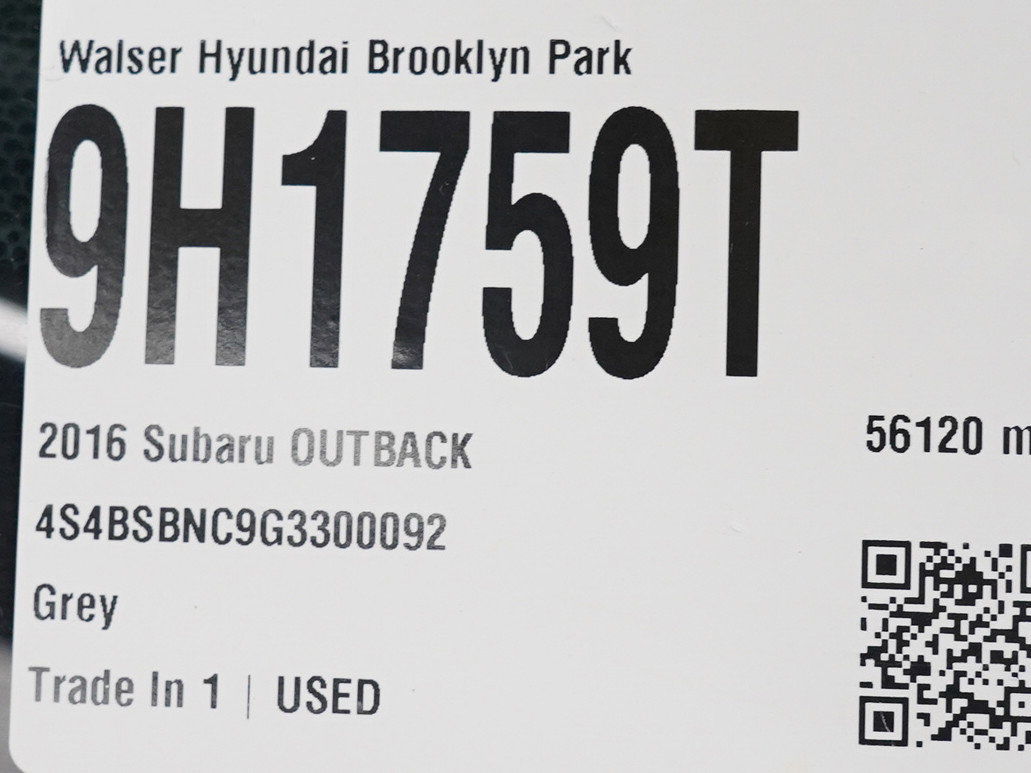 Walser Hyundai Brooklyn Park
9H1759T
2016 Subaru OUTBACK
56120 m
4S4BSBNC9G3300092
Grey
Trade In 1 | USED